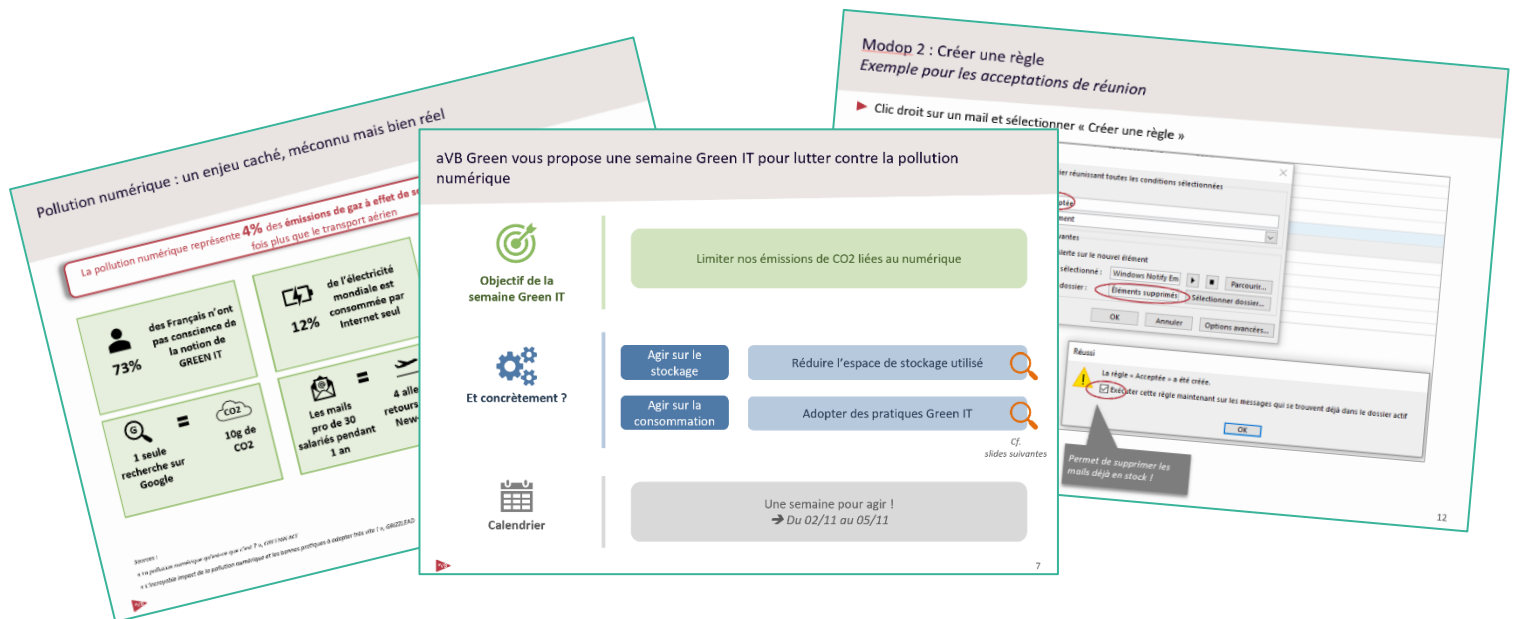 Pollution numérique : un enjeu caché, méconnu mais bien réel
La pollution numérique représente 4% des émissions de gaz à effet de
fois plus que le transport aérien
73%
des Français n'ont
pas conscience de
la notion de
GREEN IT
12%
de l'électricité
mondiale est
consommée par
Internet seul
G
=
CO2
1 seule
recherche sur
Google
10g de
CO2
=
Les mails
pro de 30
salariés pendant
1 an
4
retours
New-
Sources :
aVB Green vous propose une semaine Green IT pour lutter contre la pollution
numérique
Objectif de la
semaine Green IT
Limiter nos émissions de CO2 liées au numérique
Et concrètement ?
Agir sur le
stockage
Réduire l'espace de stockage utilisé
Agir sur la
consommation
Adopter des pratiques Green IT
Cf.
slides suivantes
Calendrier
Une semaine pour agir !
➔ Du 02/11 au 05/11
7
Modop 2 : Créer une règle
Exemple pour les acceptations de réunion
Clic droit sur un mail et sélectionner « Créer une règle »
réunissant toutes les conditions sélectionnées
sur le nouvel élément
sélectionné :
Windows Notify Em
Parcourir...
dossier :
Éléments supprimés
Sélectionner dossier...
OK
Annuler
Options avancées...
Réussi
La règle « Acceptée » a été créée.
Exécuter cette règle maintenant sur les messages qui se trouvent déjà dans le dossier actif
OK
Permet de supprimer les
mails déjà en stock !
12